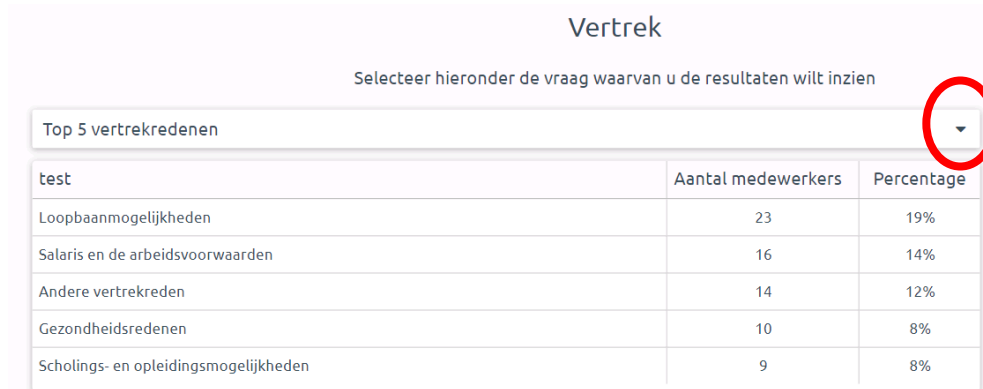 Vertrek
Selecteer hieronder de vraag waarvan u de resultaten wilt inzien
Top 5 vertrekredenen
test Aantal medewerkers Percentage
Loopbaanmogelijkheden 23 19%
Salaris en de arbeidsvoorwaarden 16 14%
Andere vertrekreden 14 12%
Gezondheidsredenen 10 8%
Scholings- en opleidingsmogelijkheden 9 8%